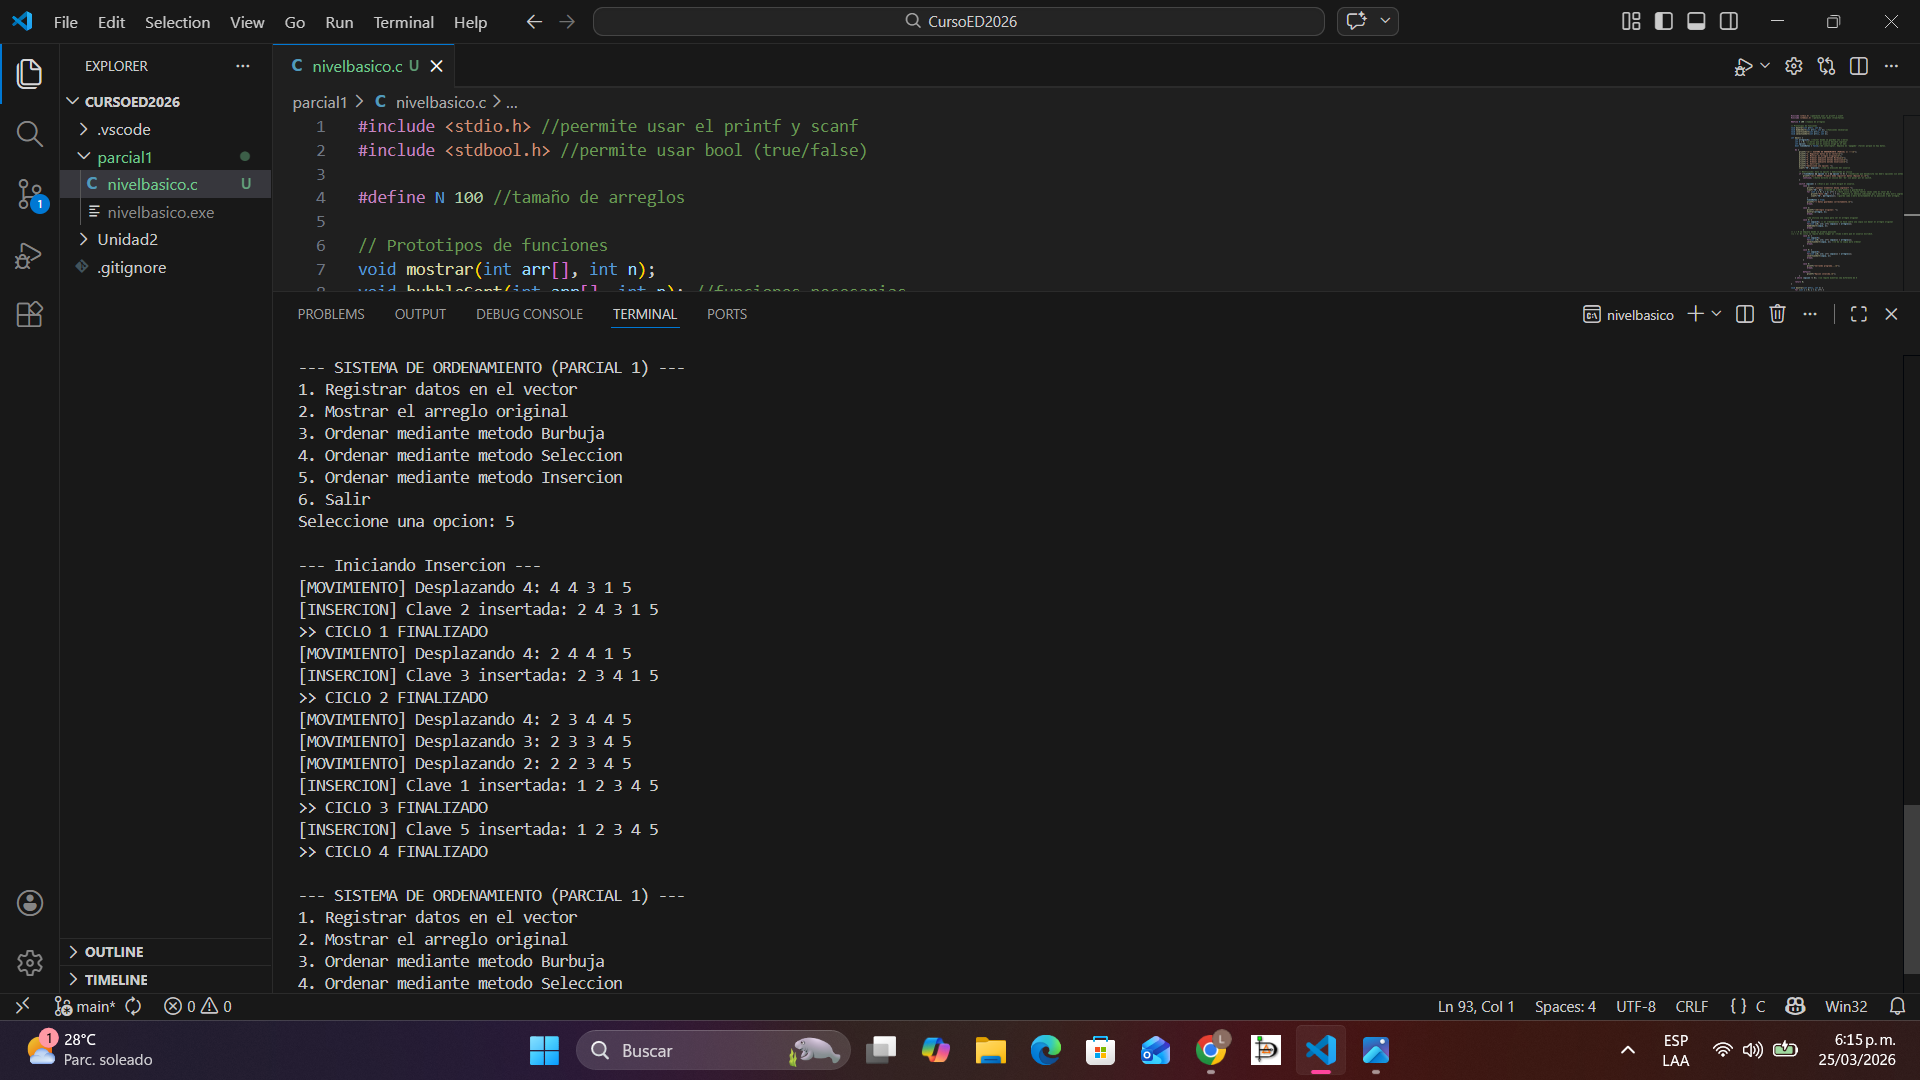 File Edit Selection View Go Run Terminal Help
CursoED2026
EXPLORER
CURSOED2026
.vscode
parcial1
C nivelbasico.c U
nivelbasico.exe
Unidad2
.gitignore
OUTLINE
TIMELINE
C nivelbasico.c U
parcial1 > C nivelbasico.c > ...
1 #include <stdio.h> //peermite usar el printf y scanf
2 #include <stdbool.h> //permite usar bool (true/false)
3
4 #define N 100 //tamaño de arreglos
5
6 // Prototipos de funciones
7 void mostrar(int arr[], int n);
8 void bubbleSort(int arr[], int n); //funciones necesarias
PROBLEMS OUTPUT DEBUG CONSOLE TERMINAL PORTS
nivelbasico
--- SISTEMA DE ORDENAMIENTO (PARCIAL 1) ---
1. Registrar datos en el vector
2. Mostrar el arreglo original
3. Ordenar mediante metodo Burbuja
4. Ordenar mediante metodo Seleccion
5. Ordenar mediante metodo Insercion
6. Salir
Seleccione una opcion: 5
--- Iniciando Insercion ---
[MOVIMIENTO] Desplazando 4: 4 4 3 1 5
[INSERCION] Clave 2 insertada: 2 4 3 1 5
>> CICLO 1 FINALIZADO
[MOVIMIENTO] Desplazando 4: 2 4 4 1 5
[INSERCION] Clave 3 insertada: 2 3 4 1 5
>> CICLO 2 FINALIZADO
[MOVIMIENTO] Desplazando 4: 2 3 4 4 5
[MOVIMIENTO] Desplazando 3: 2 3 3 4 5
[MOVIMIENTO] Desplazando 2: 2 2 3 4 5
[INSERCION] Clave 1 insertada: 1 2 3 4 5
>> CICLO 3 FINALIZADO
[INSERCION] Clave 5 insertada: 1 2 3 4 5
>> CICLO 4 FINALIZADO
--- SISTEMA DE ORDENAMIENTO (PARCIAL 1) ---
1. Registrar datos en el vector
2. Mostrar el arreglo original
3. Ordenar mediante metodo Burbuja
4. Ordenar mediante metodo Seleccion
1
main* 0 0
Ln 93, Col 1 Spaces: 4 UTF-8 CRLF { } C Win32
1
28°C
Parc. soleado
Buscar
L
ESP
LAA
6:15 p. m.
25/03/2026